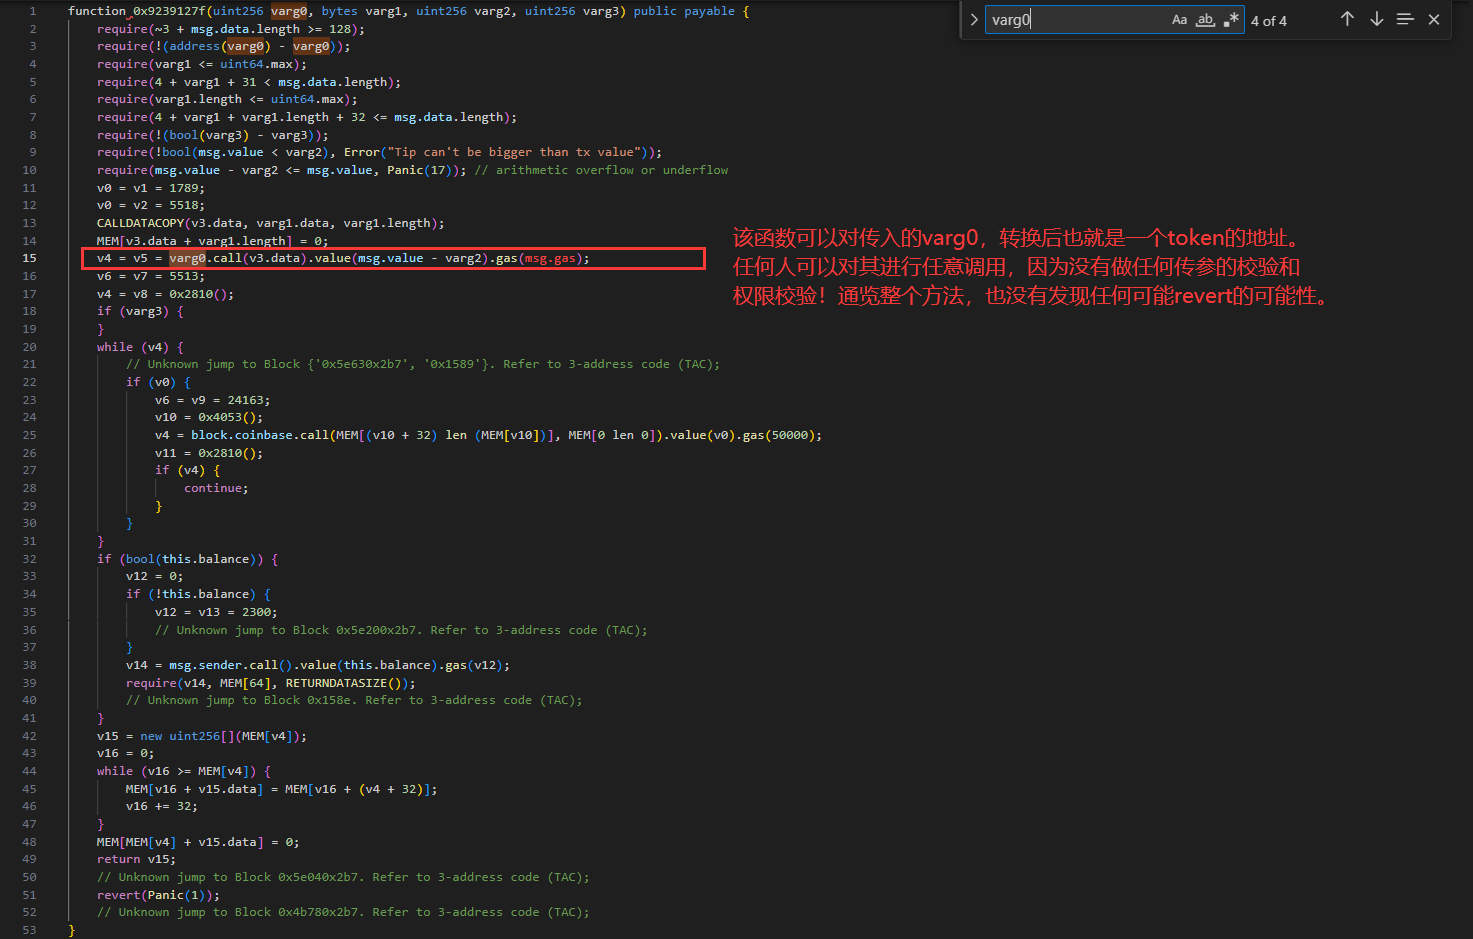 varg0
Aa ab .* 4 of 4
1 function 0x9239127f(uint256 varg0, bytes varg1, uint256 varg2, uint256 varg3) public payable {
2 require(~3 + msg.data.length >= 128);
3 require(!(address(varg0) - varg0));
4 require(varg1 <= uint64.max);
5 require(4 + varg1 + 31 < msg.data.length);
6 require(varg1.length <= uint64.max);
7 require(4 + varg1 + varg1.length + 32 <= msg.data.length);
8 require(!(bool(varg3) - varg3));
9 require(!bool(msg.value < varg2), Error("Tip can't be bigger than tx value"));
10 require(msg.value - varg2 <= msg.value, Panic(17)); // arithmetic overflow or underflow
11 v0 = v1 = 1789;
12 v0 = v2 = 5518;
13 CALLDATACOPY(v3.data, varg1.data, varg1.length);
14 MEM[v3.data + varg1.length] = 0;
15 v4 = v5 = varg0.call(v3.data).value(msg.value - varg2).gas(msg.gas);
16 v6 = v7 = 5513;
17 v4 = v8 = 0x2810();
18 if (varg3) {
19 }
20 while (v4) {
21 // Unknown jump to Block {'0x5e630x2b7', '0x1589'}. Refer to 3-address code (TAC);
22 if (v0) {
23 v6 = v9 = 24163;
24 v10 = 0x4053();
25 v4 = block.coinbase.call(MEM[(v10 + 32) len (MEM[v10])], MEM[0 len 0]).value(v0).gas(50000);
26 v11 = 0x2810();
27 if (v4) {
28 continue;
29 }
30 }
31 }
32 if (bool(this.balance)) {
33 v12 = 0;
34 if (!this.balance) {
35 v12 = v13 = 2300;
36 // Unknown jump to Block 0x5e200x2b7. Refer to 3-address code (TAC);
37 }
38 v14 = msg.sender.call().value(this.balance).gas(v12);
39 require(v14, MEM[64], RETURNDATASIZE());
40 // Unknown jump to Block 0x158e. Refer to 3-address code (TAC);
41 }
42 v15 = new uint256[](MEM[v4]);
43 v16 = 0;
44 while (v16 >= MEM[v4]) {
45 MEM[v16 + v15.data] = MEM[v16 + (v4 + 32)];
46 v16 += 32;
47 }
48 MEM[MEM[v4] + v15.data] = 0;
49 return v15;
50 // Unknown jump to Block 0x5e040x2b7. Refer to 3-address code (TAC);
51 revert(Panic(1));
52 // Unknown jump to Block 0x4b780x2b7. Refer to 3-address code (TAC);
53 }
该函数可以对传入的varg0，转换后也就是一个token的地址。
任何人可以对其进行任意调用，因为没有做任何传参的校验和
权限校验！通览整个方法，也没有发现任何可能revert的可能性。